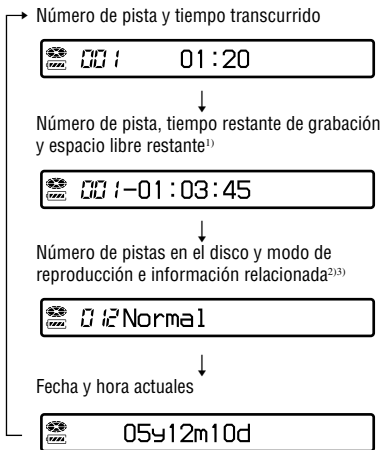 Número de pista y tiempo transcurrido
001 01:20
Número de pista, tiempo restante de grabación
y espacio libre restante1)
001-01:03:45
Número de pistas en el disco y modo de
reproducción e información relacionada2)3)
012Normal
Fecha y hora actuales
05y12m10d